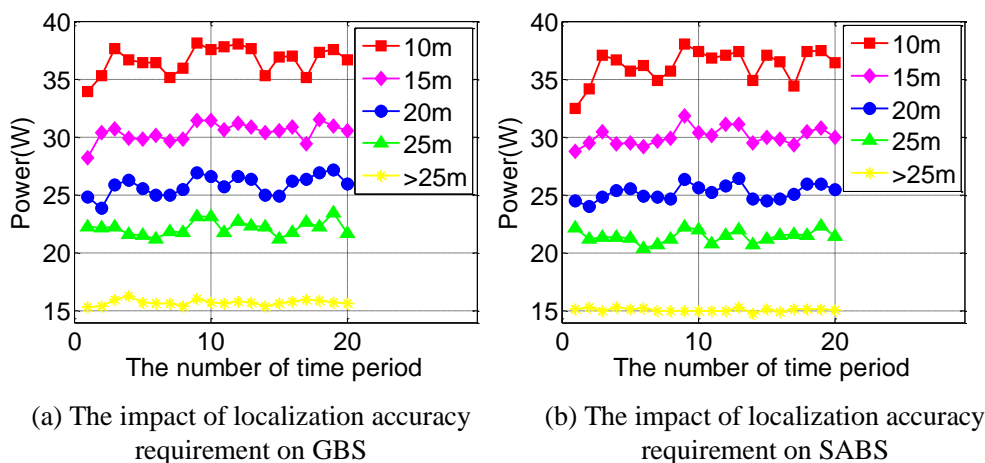 Power(W)
40
35
30
25
20
15
0
10
20
The number of time period
10m
15m
20m
25m
>25m
(a) The impact of localization accuracy
requirement on GBS
Power(W)
40
35
30
25
20
15
0
10
20
The number of time period
10m
15m
20m
25m
>25m
(b) The impact of localization accuracy
requirement on SABS